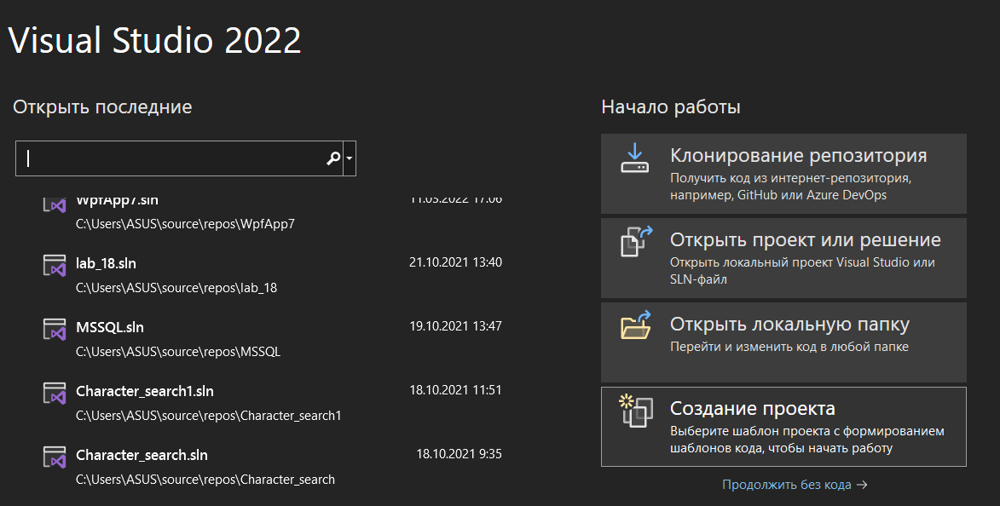 Visual Studio 2022
Открыть последние
WpfApp7.sln 11.03.2022 17:06
C:\Users\ASUS\source\repos\WpfApp7
lab_18.sln 21.10.2021 13:40
C:\Users\ASUS\source\repos\lab_18
MSSQL.sln 19.10.2021 13:47
C:\Users\ASUS\source\repos\MSSQL
Character_search1.sln 18.10.2021 11:51
C:\Users\ASUS\source\repos\Character_search1
Character_search.sln 18.10.2021 9:35
C:\Users\ASUS\source\repos\Character_search
Начало работы
Клонирование репозитория
Получить код из интернет-репозитория,
например, GitHub или Azure DevOps
Открыть проект или решение
Открыть локальный проект Visual Studio или
SLN-файл
Открыть локальную папку
Перейти и изменить код в любой папке
Создание проекта
Выберите шаблон проекта с формированием
шаблонов кода, чтобы начать работу
Продолжить без кода →